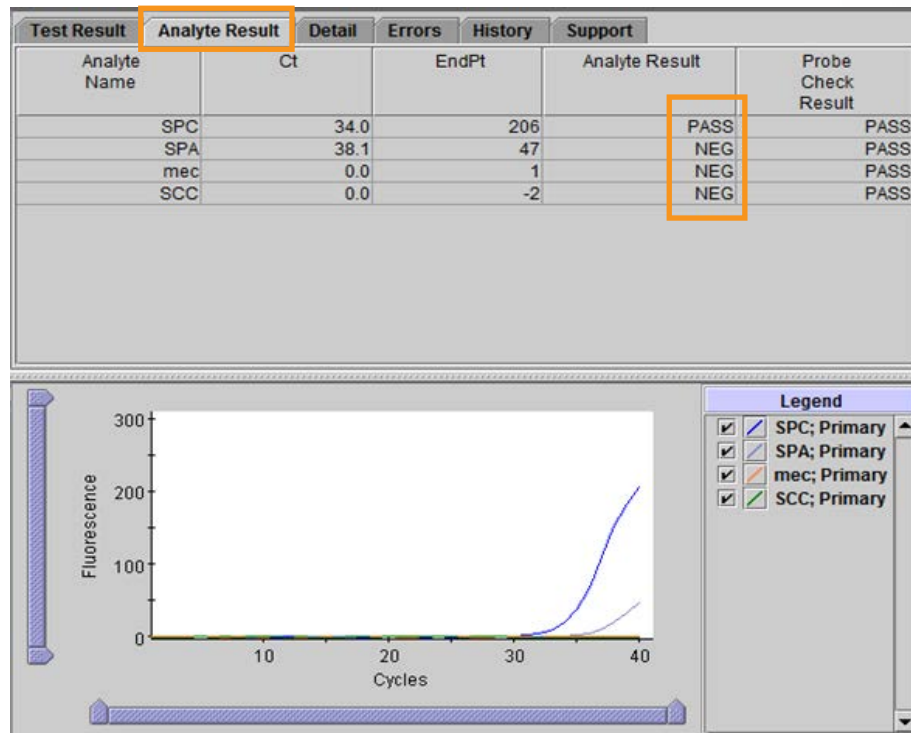 Test Result Analyte Result Detail Errors History Support
Analyte Name Ct EndPt Analyte Result Probe Check Result
SPC 34.0 206 PASS PASS
SPA 38.1 47 NEG PASS
mec 0.0 1 NEG PASS
SCC 0.0 -2 NEG PASS
Legend
SPC; Primary
SPA; Primary
mec; Primary
SCC; Primary
300
200
100
0
Fluorescence
10 20 30 40
Cycles